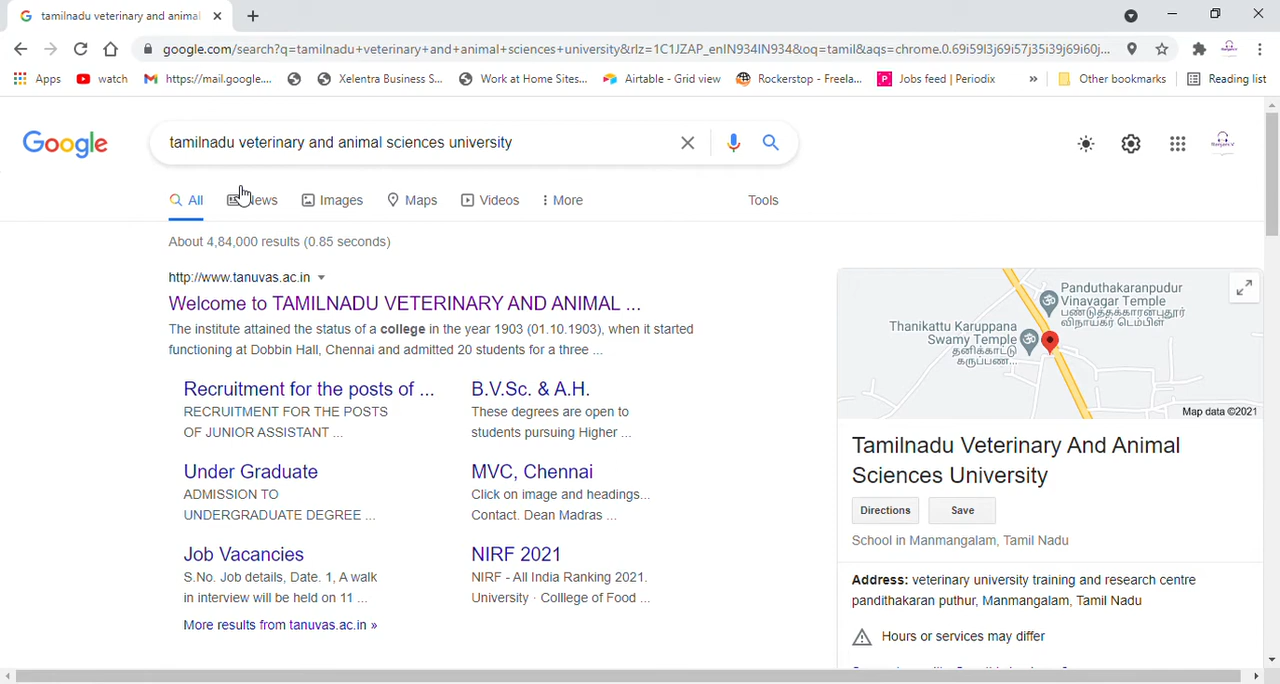 tamilnadu veterinary and animal
google.com/search?q=tamilnadu+veterinary+and+animal+sciences+university&rlz=1C1JZAP_enIN934IN934&oq=tamil&aqs=chrome.0.69i59l3j69i57j35i39j69i60j...
Apps watch https://mail.google.... Xelentra Business S... Work at Home Sites... Airtable - Grid view Rockerstop - Freela... Jobs feed | Periodix » Other bookmarks Reading list
Google
tamilnadu veterinary and animal sciences university
All News Images Maps Videos More Tools
About 4,84,000 results (0.85 seconds)
http://www.tanuvas.ac.in
Welcome to TAMILNADU VETERINARY AND ANIMAL ...
The institute attained the status of a college in the year 1903 (01.10.1903), when it started
functioning at Dobbin Hall, Chennai and admitted 20 students for a three ...
Recruitment for the posts of ...
RECRUITMENT FOR THE POSTS
OF JUNIOR ASSISTANT ...
B.V.Sc. & A.H.
These degrees are open to
students pursuing Higher ...
Under Graduate
ADMISSION TO
UNDERGRADUATE DEGREE ...
MVC, Chennai
Click on image and headings...
Contact. Dean Madras ...
Job Vacancies
S.No. Job details, Date. 1, A walk
in interview will be held on 11 ...
NIRF 2021
NIRF - All India Ranking 2021.
University · Colllege of Food ...
More results from tanuvas.ac.in »
Panduthakaranpudur
Vinayagar Temple
பண்டுத்தக்காரன்புதூர்
விநாயகர் டெம்பிள்
Thanikattu Karuppana
Swamy Temple
தனிக்காட்டு
கருப்பண...
Map data ©2021
Tamilnadu Veterinary And Animal
Sciences University
Directions Save
School in Manmangalam, Tamil Nadu
Address: veterinary university training and research centre
pandithakaran puthur, Manmangalam, Tamil Nadu
Hours or services may differ